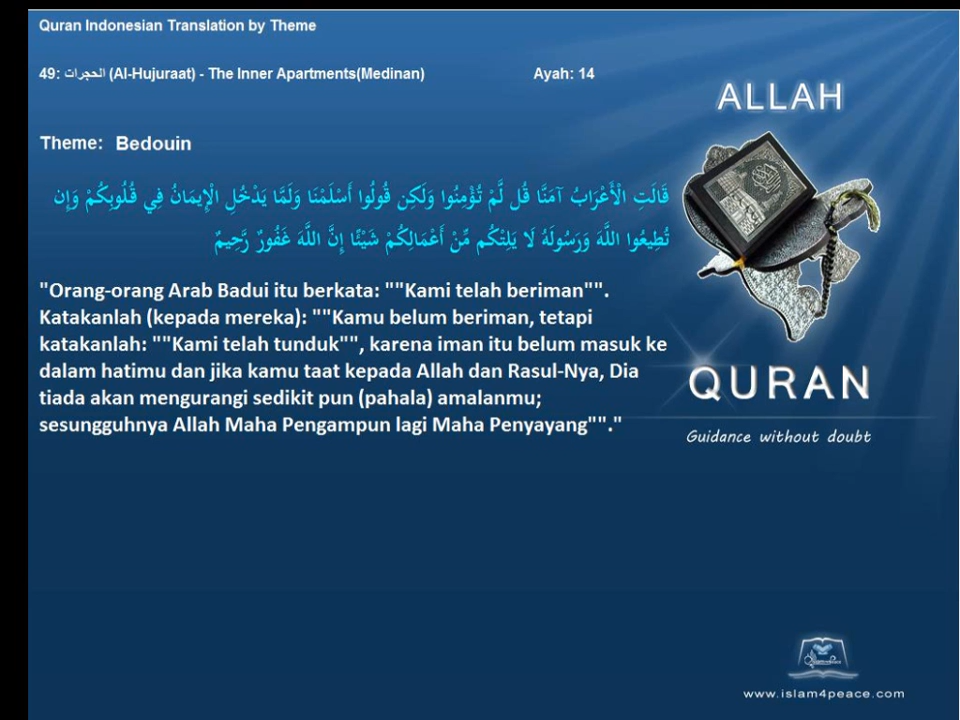 Quran Indonesian Translation by Theme
49: الحجرات (Al-Hujuraat) - The Inner Apartments(Medinan) Ayah: 14
Theme: Bedouin
قَالَتِ الْأَعْرَابُ آمَنَّا قُل لَّمْ تُؤْمِنُوا وَلَكِن قُولُوا أَسْلَمْنَا وَلَمَّا يَدْخُلِ الْإِيمَانُ فِي قُلُوبِكُمْ وَإِن
تُطِيعُوا اللَّهَ وَرَسُولَهُ لَا يَلِتْكُم مِّنْ أَعْمَالِكُمْ شَيْئًا إِنَّ اللَّهَ غَفُورٌ رَّحِيمٌ
"Orang-orang Arab Badui itu berkata: ""Kami telah beriman"".
Katakanlah (kepada mereka): ""Kamu belum beriman, tetapi
katakanlah: ""Kami telah tunduk"", karena iman itu belum masuk ke
dalam hatimu dan jika kamu taat kepada Allah dan Rasul-Nya, Dia
tiada akan mengurangi sedikit pun (pahala) amalanmu;
sesungguhnya Allah Maha Pengampun lagi Maha Penyayang""."
ALLAH
QURAN
Guidance without doubt
www.islam4peace.com